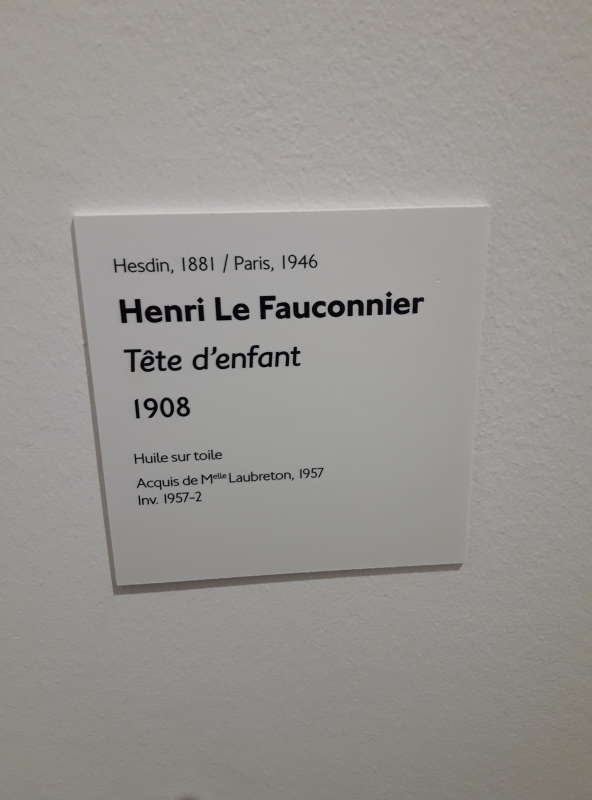 Hesdin, 1881 / Paris, 1946
Henri Le Fauconnier
Tête d’enfant
1908
Huile sur toile
Acquis de Melle Laubreton, 1957
Inv. 1957-2